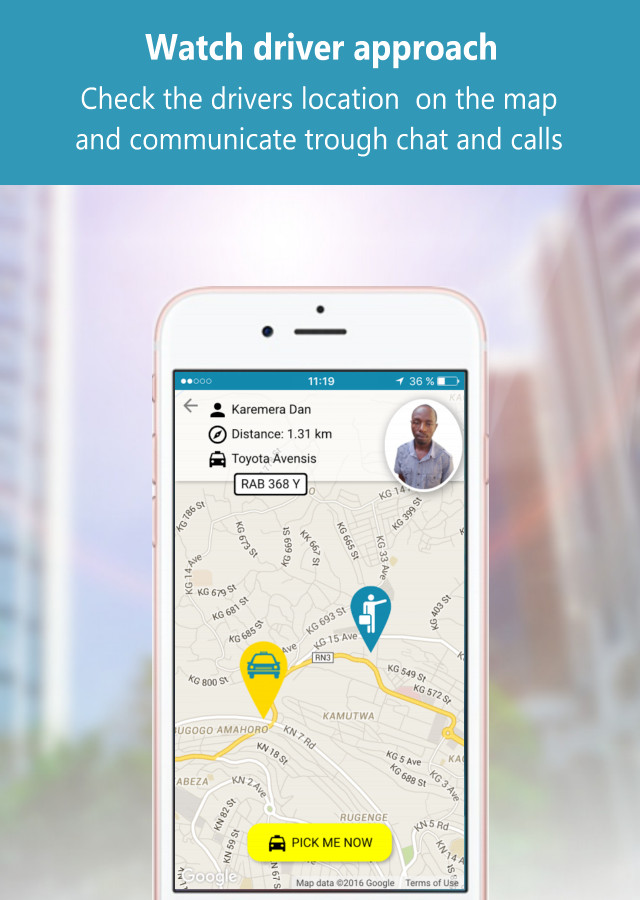 Watch driver approach
Check the drivers location on the map
and communicate trough chat and calls
11:19
36 %
Karemera Dan
Distance: 1.31 km
Toyota Avensis
RAB 368 Y
KG 14
KG 186 St
KG 399 St
KG 673 St
KG 669 St
KK 667 St
KG 665 St
KG 33 Ave
KG 14 Ave
KG 679 St
KG 681 St
KG 693 St
KG 403 St
KG 685 St
KG 15 Ave
RN3
KG 549 St
KG 800 St
KG 572 St
KAMUTWA
BUGOGO AMAHORO
KN 7 Rd
KN 18 St
KG 5 Ave
KG 688 St
KG 3 Ave
ABEZA
KN 2 Ave
KN 82 St
RUGENGE
KN 5 Rd
KN 59 St
PICK ME NOW
KN 14
KN 67 S
Google
Map data ©2016 Google
Terms of Use